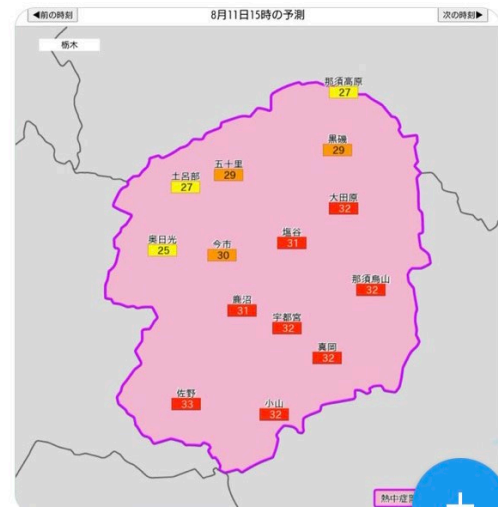 ◀前の時刻
8月11日15時の予測
次の時刻▶
栃木
那須高原
27
黒磯
29
五十里
29
土呂部
27
大田原
32
塩谷
31
奥日光
25
今市
30
那須烏山
32
鹿沼
31
宇都宮
32
真岡
32
佐野
33
小山
32
熱中症